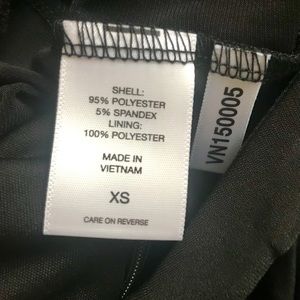 SHELL:
95% POLYESTER
5% SPANDEX
LINING:
100% POLYESTER
MADE IN
VIETNAM
XS
CARE ON REVERSE
VN150005